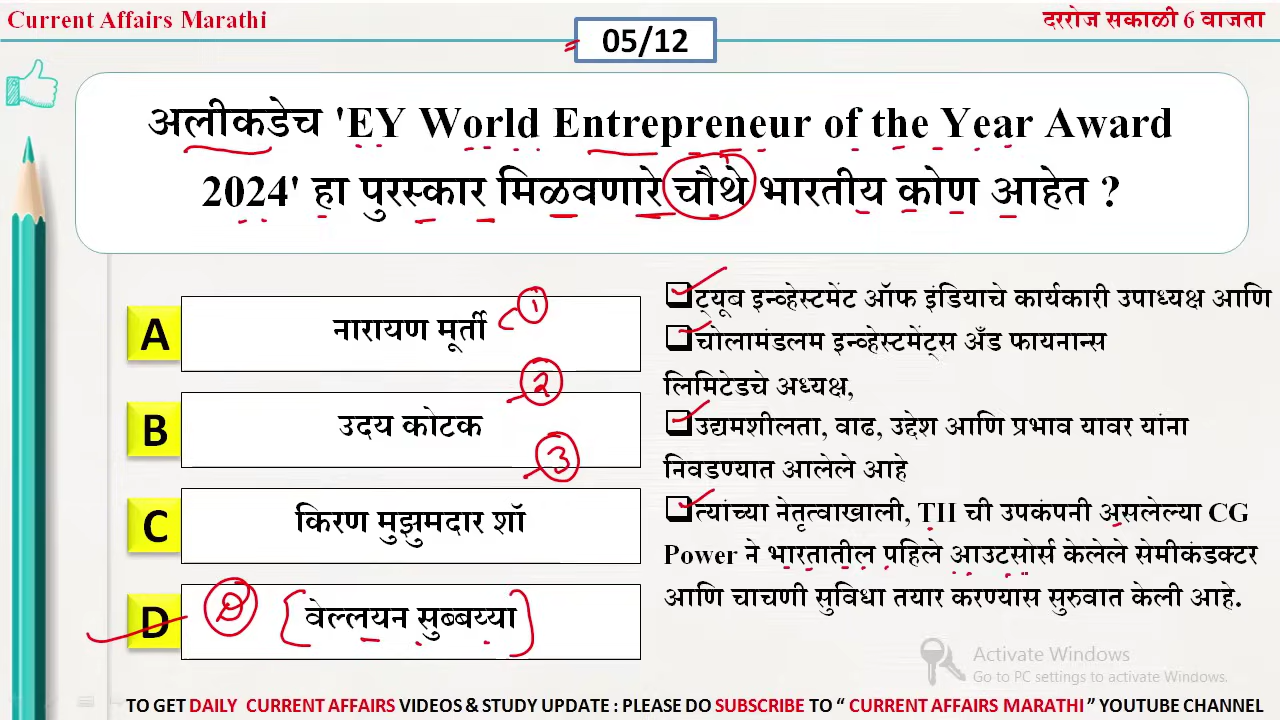 Current Affairs Marathi
दररोज सकाळी 6 वाजता
05/12
अलीकडेच 'EY World Entrepreneur of the Year Award
2024' हा पुरस्कार मिळवणारे चौथे भारतीय कोण आहेत ?
A
नारायण मूर्ती
1
B
उदय कोटक
2
C
किरण मुझुमदार शॉ
3
D
वेल्लयन सुब्बय्या
ट्यूब इन्व्हेस्टमेंट ऑफ इंडियाचे कार्यकारी उपाध्यक्ष आणि
चोलामंडलम इन्व्हेस्टमेंट्स अँड फायनान्स
लिमिटेडचे अध्यक्ष,
उद्यमशीलता, वाढ, उद्देश आणि प्रभाव यावर यांना
निवडण्यात आलेले आहे
त्यांच्या नेतृत्वाखाली, TII ची उपकंपनी असलेल्या CG
Power ने भारतातील पहिले आउटसोर्स केलेले सेमीकंडक्टर
आणि चाचणी सुविधा तयार करण्यास सुरुवात केली आहे.
Activate Windows
Go to PC settings to activate Windows.
TO GET DAILY CURRENT AFFAIRS VIDEOS & STUDY UPDATE : PLEASE DO SUBSCRIBE TO “ CURRENT AFFAIRS MARATHI ” YOUTUBE CHANNEL